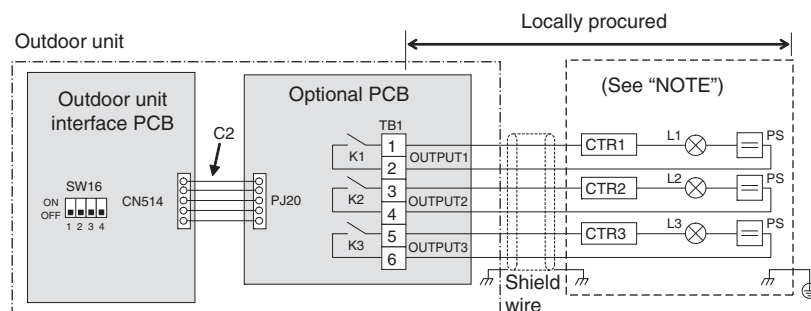 Locally procured
Outdoor unit
Outdoor unit
interface PCB
C2
Optional PCB
(See “NOTE”)
TB1
K1 1 OUTPUT1 CTR1 L1 PS
2
SW16
ON
OFF
1 2 3 4
CN514
PJ20
K2 3 OUTPUT2 CTR2 L2 PS
4
K3 5 OUTPUT3 CTR3 L3 PS
6
Shield
wire